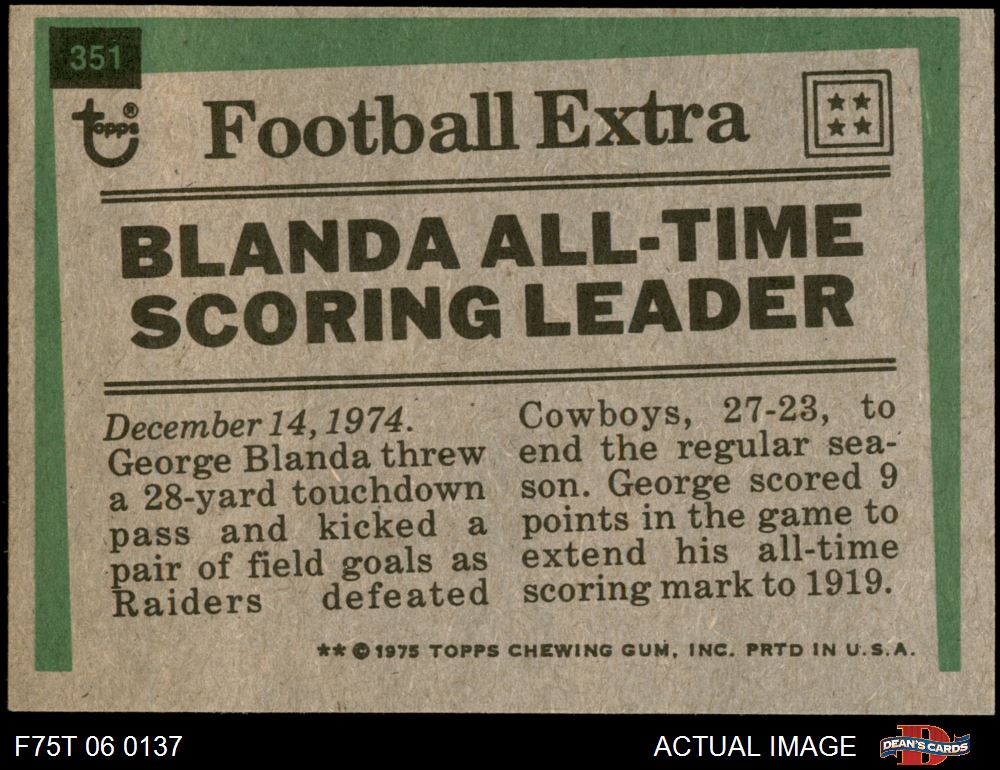 351
topps®
Football Extra
BLANDA ALL-TIME
SCORING LEADER
December 14, 1974.
George Blanda threw
a 28-yard touchdown
pass and kicked a
pair of field goals as
Raiders defeated
Cowboys, 27-23, to
end the regular sea-
son. George scored 9
points in the game to
extend his all-time
scoring mark to 1919.
** © 1975 TOPPS CHEWING GUM, INC. PRTD IN U.S.A.
F75T 06 0137
ACTUAL IMAGE
D
DEAN'S CARDS